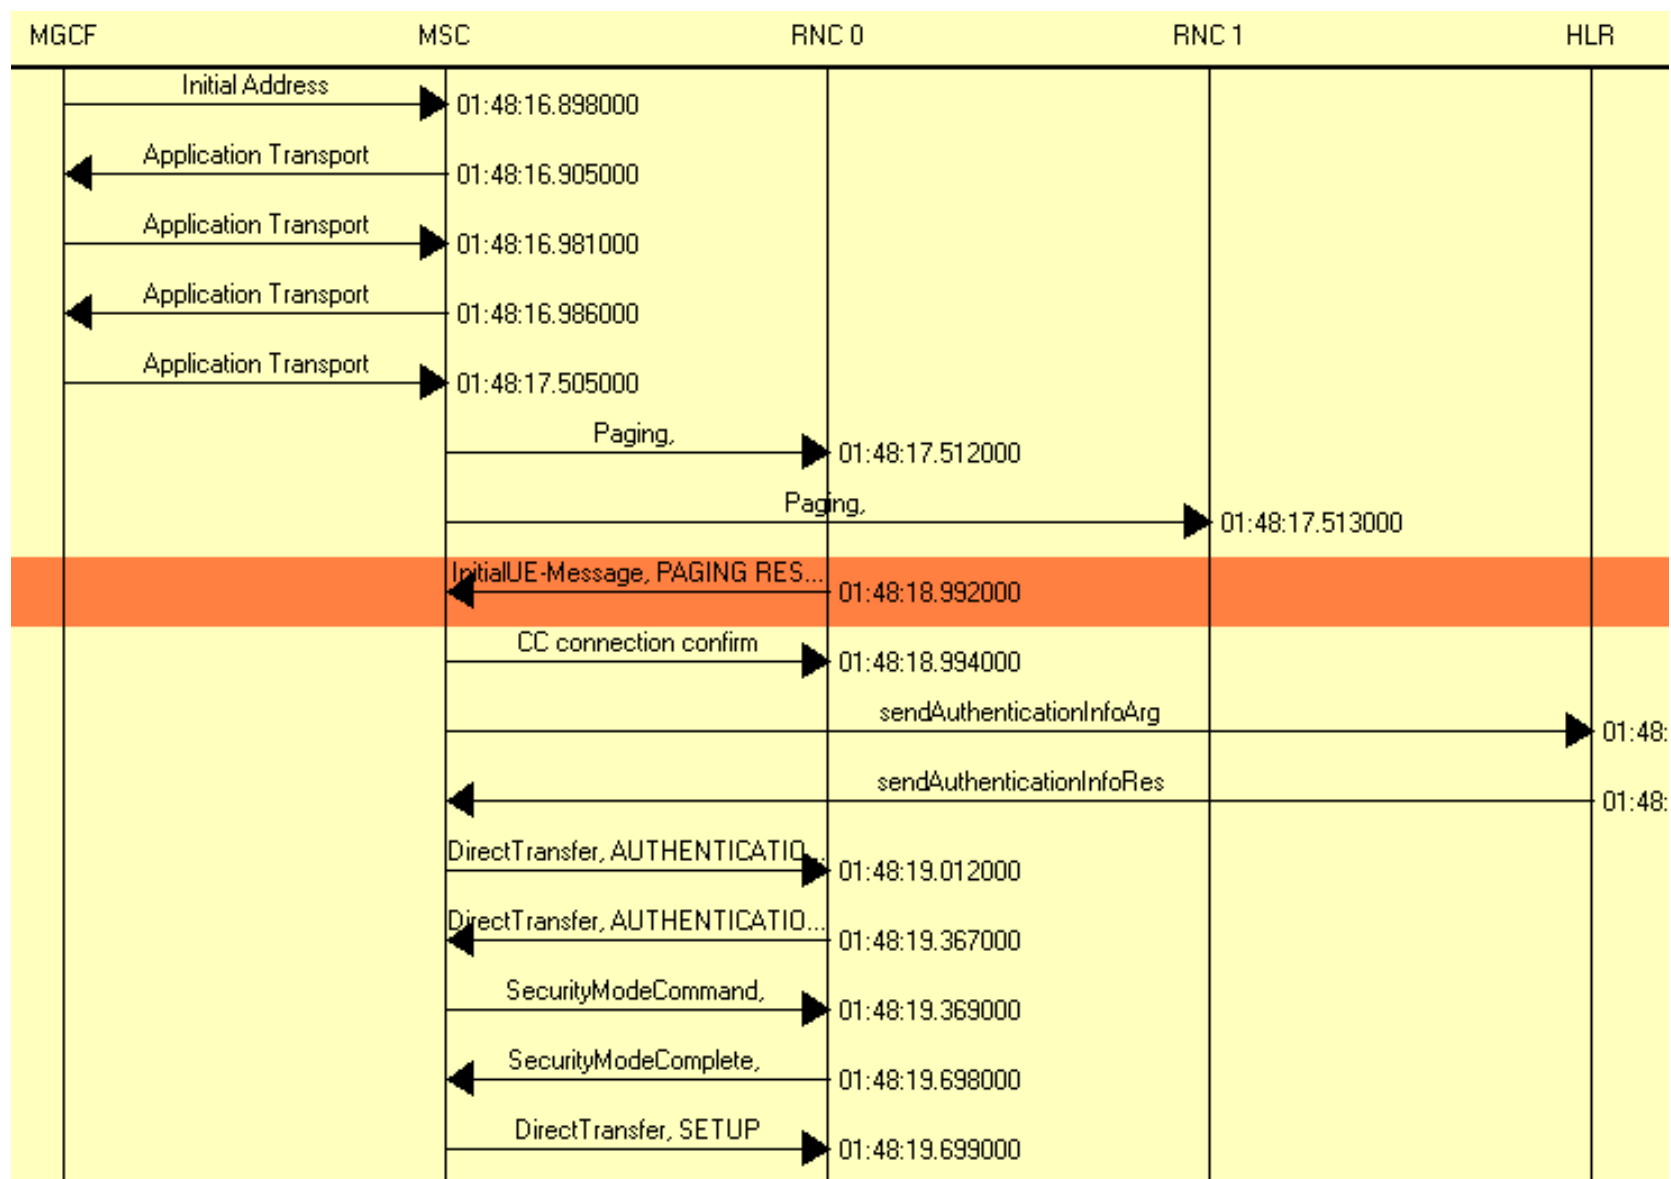 MGCF MSC RNC 0 RNC 1 HLR
Initial Address
01:48:16.898000
Application Transport
01:48:16.905000
Application Transport
01:48:16.981000
Application Transport
01:48:16.986000
Application Transport
01:48:17.505000
Paging,
01:48:17.512000
Paging,
01:48:17.513000
InitialUE-Message, PAGING RES...
01:48:18.992000
CC connection confirm
01:48:18.994000
sendAuthenticationInfoArg
01:48:
sendAuthenticationInfoRes
01:48:
DirectTransfer, AUTHENTICATIO...
01:48:19.012000
DirectTransfer, AUTHENTICATIO...
01:48:19.367000
SecurityModeCommand,
01:48:19.369000
SecurityModeComplete,
01:48:19.698000
DirectTransfer, SETUP
01:48:19.699000